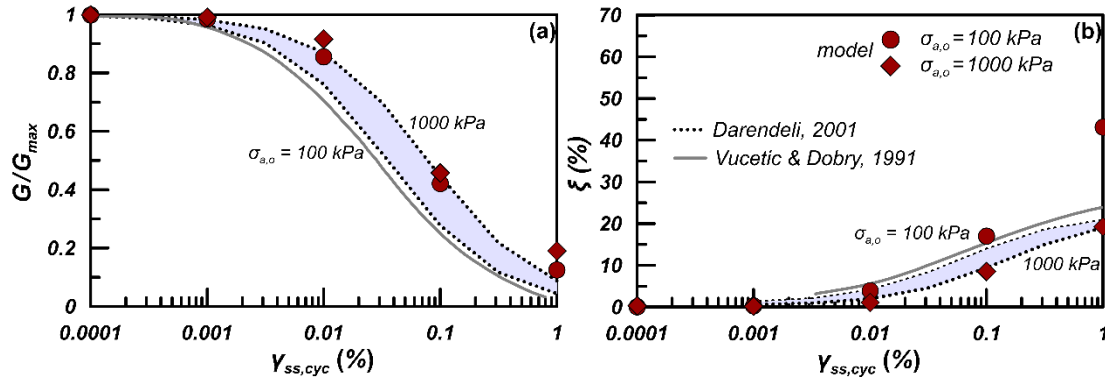 (a)
G/Gmax
1
0.8
0.6
0.4
0.2
0
1000 kPa
σa,o = 100 kPa
0.0001
0.001
0.01
0.1
1
γss,cyc (%)
(b)
ξ (%)
70
60
50
40
30
20
10
0
model
σa,o = 100 kPa
σa,o = 1000 kPa
Darendeli, 2001
Vucetic & Dobry, 1991
σa,o = 100 kPa
1000 kPa
0.0001
0.001
0.01
0.1
1
γss,cyc (%)